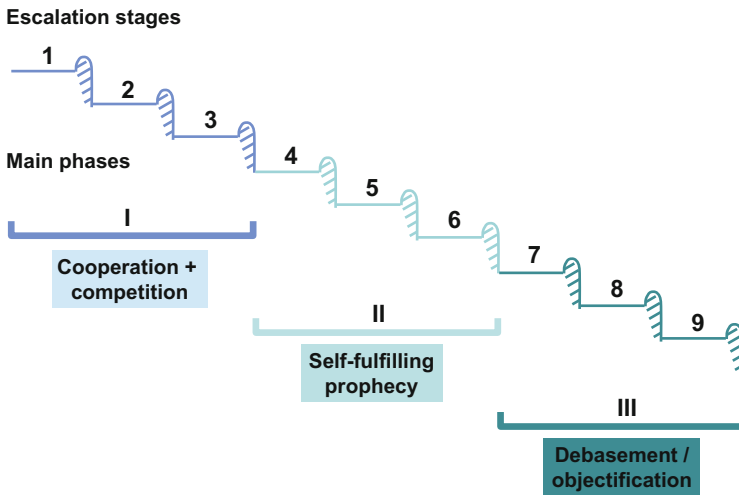 Escalation stages
1
2
3
Main phases
4
5
6
I
7
Cooperation +
competition
8
II
9
Self-fulfilling
prophecy
III
Debasement /
objectification